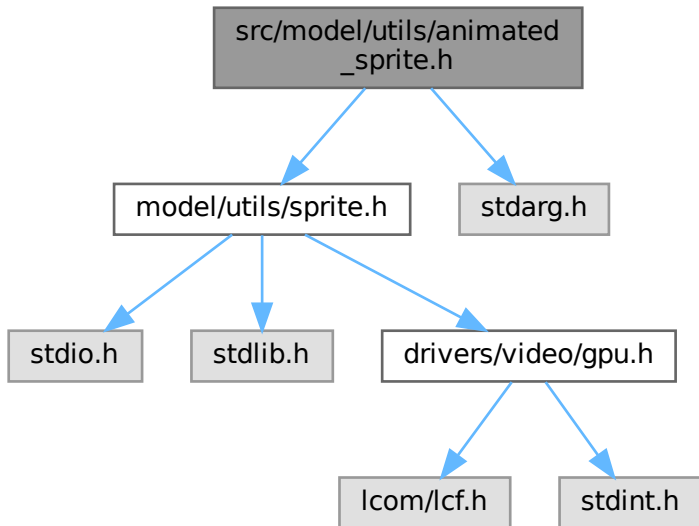 src/model/utils/animated
_sprite.h
model/utils/sprite.h
stdarg.h
stdio.h
stdlib.h
drivers/video/gpu.h
lcom/lcf.h
stdint.h